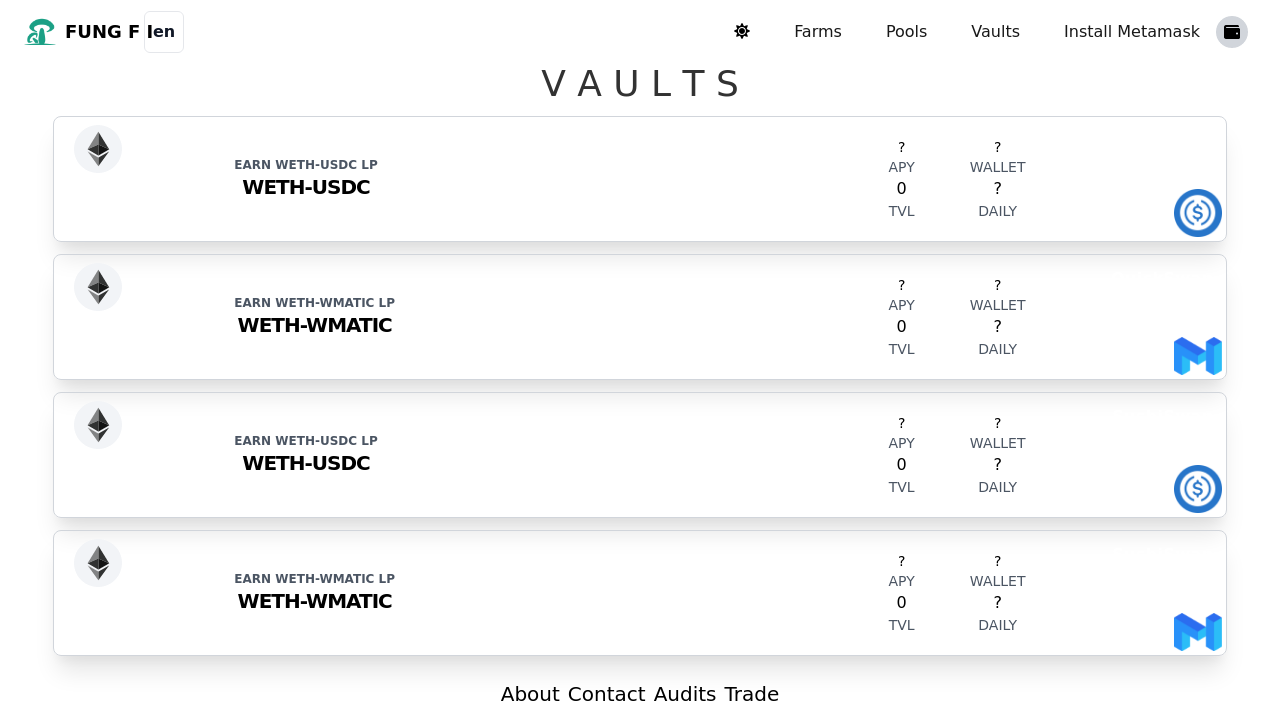 FUNG F I en Farms Pools Vaults Install Metamask
VAULTS
EARN WETH-USDC LP
WETH-USDC
? ?
APY WALLET
0 ?
TVL DAILY
EARN WETH-WMATIC LP
WETH-WMATIC
? ?
APY WALLET
0 ?
TVL DAILY
EARN WETH-USDC LP
WETH-USDC
? ?
APY WALLET
0 ?
TVL DAILY
EARN WETH-WMATIC LP
WETH-WMATIC
? ?
APY WALLET
0 ?
TVL DAILY
About Contact Audits Trade